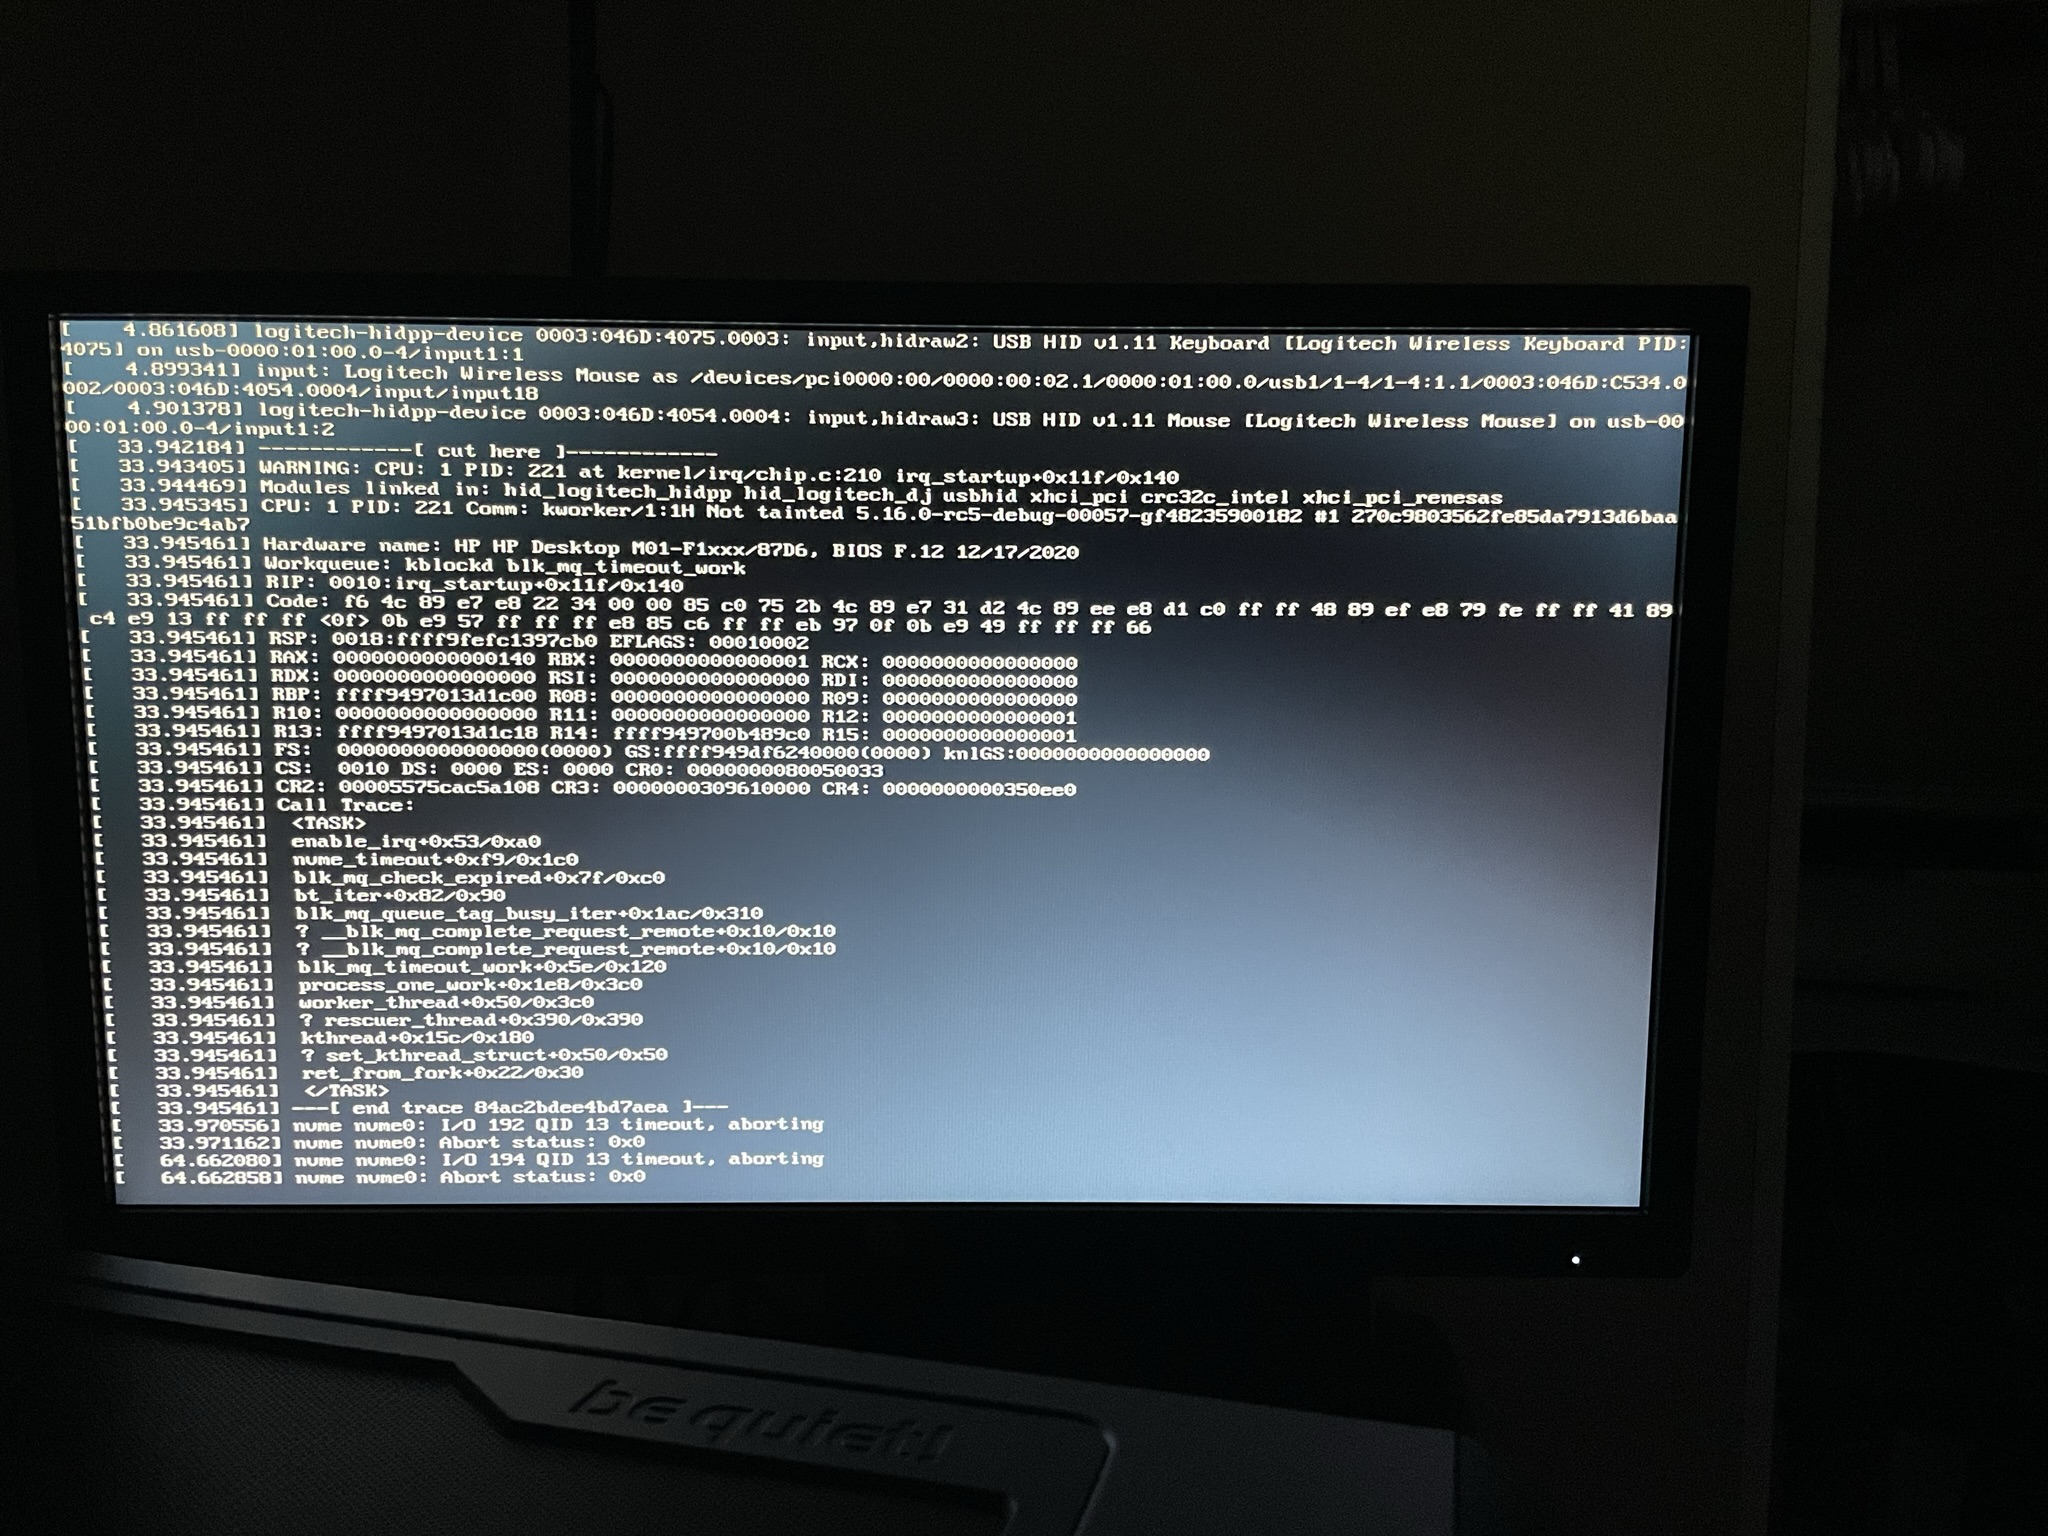 [    4.861608] logitech-hidpp-device 0003:046D:4075.0003: input,hidraw2: USB HID v1.11 Keyboard [Logitech Wireless Keyboard PID:
4075] on usb-0000:01:00.0-4/input1:1
[    4.899341] input: Logitech Wireless Mouse as /devices/pci0000:00/0000:00:02.1/0000:01:00.0/usb1/1-4/1-4:1.1/0003:046D:C534.0
002/0003:046D:4054.0004/input/input18
[    4.901378] logitech-hidpp-device 0003:046D:4054.0004: input,hidraw3: USB HID v1.11 Mouse [Logitech Wireless Mouse] on usb-00
00:01:00.0-4/input1:2
[   33.942184] ------------[ cut here ]------------
[   33.943405] WARNING: CPU: 1 PID: 221 at kernel/irq/chip.c:210 irq_startup+0x11f/0x140
[   33.944469] Modules linked in: hid_logitech_hidpp hid_logitech_dj usbhid xhci_pci crc32c_intel xhci_pci_renesas
[   33.945345] CPU: 1 PID: 221 Comm: kworker/1:1H Not tainted 5.16.0-rc5-debug-00057-gf48235900182 #1 270c9803562fe85da7913d6baa
51bfb0be9c4ab7
[   33.945461] Hardware name: HP HP Desktop M01-F1xxx/87D6, BIOS F.12 12/17/2020
[   33.945461] Workqueue: kblockd blk_mq_timeout_work
[   33.945461] RIP: 0010:irq_startup+0x11f/0x140
[   33.945461] Code: f6 4c 89 e7 e8 22 34 00 00 85 c0 75 2b 4c 89 e7 31 d2 4c 89 ee e8 d1 c0 ff ff 48 89 ef e8 79 fe ff ff 41 89
c4 e9 13 ff ff ff <0f> 0b e9 57 ff ff ff e8 85 c6 ff ff eb 97 0f 0b e9 49 ff ff ff 66
[   33.945461] RSP: 0018:ffff9fefc1397cb0 EFLAGS: 00010002
[   33.945461] RAX: 0000000000000140 RBX: 0000000000000001 RCX: 0000000000000000
[   33.945461] RDX: 0000000000000000 RSI: 0000000000000000 RDI: 0000000000000000
[   33.945461] RBP: ffff9497013d1c00 R08: 0000000000000000 R09: 0000000000000000
[   33.945461] R10: 0000000000000000 R11: 0000000000000000 R12: 0000000000000001
[   33.945461] R13: ffff9497013d1c18 R14: ffff949700b489c0 R15: 0000000000000001
[   33.945461] FS:  0000000000000000(0000) GS:ffff949df6240000(0000) knlGS:0000000000000000
[   33.945461] CS:  0010 DS: 0000 ES: 0000 CR0: 0000000080050033
[   33.945461] CR2: 00005575cac5a108 CR3: 0000000309610000 CR4: 0000000000350ee0
[   33.945461] Call Trace:
[   33.945461]  <TASK>
[   33.945461]  enable_irq+0x53/0xa0
[   33.945461]  nvme_timeout+0xf9/0x1c0
[   33.945461]  blk_mq_check_expired+0x7f/0xc0
[   33.945461]  bt_iter+0x82/0x90
[   33.945461]  blk_mq_queue_tag_busy_iter+0x1ac/0x310
[   33.945461]  ? __blk_mq_complete_request_remote+0x10/0x10
[   33.945461]  ? __blk_mq_complete_request_remote+0x10/0x10
[   33.945461]  blk_mq_timeout_work+0x5e/0x120
[   33.945461]  process_one_work+0x1e8/0x3c0
[   33.945461]  worker_thread+0x50/0x3c0
[   33.945461]  ? rescuer_thread+0x390/0x390
[   33.945461]  kthread+0x15c/0x180
[   33.945461]  ? set_kthread_struct+0x50/0x50
[   33.945461]  ret_from_fork+0x22/0x30
[   33.945461]  </TASK>
[   33.945461] ---[ end trace 84ac2bdee4bd7aea ]---
[   33.970556] nvme nvme0: I/O 192 QID 13 timeout, aborting
[   33.971162] nvme nvme0: Abort status: 0x0
[   64.662080] nvme nvme0: I/O 194 QID 13 timeout, aborting
[   64.662858] nvme nvme0: Abort status: 0x0
be quiet!